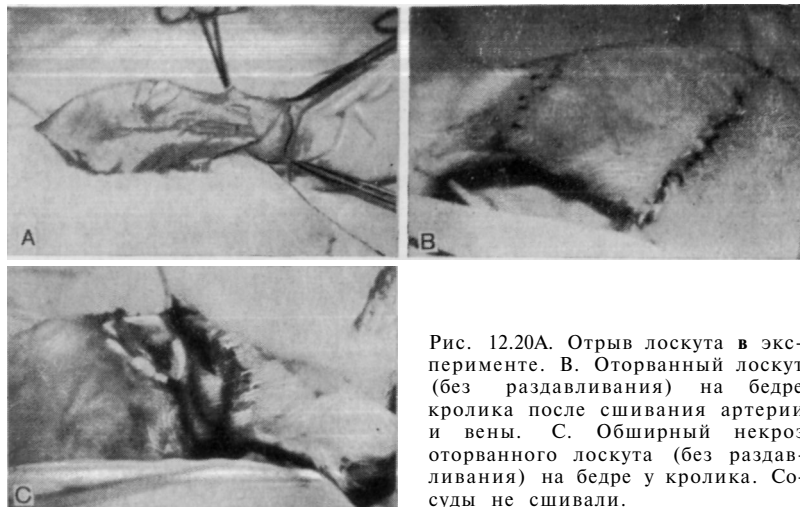 A
B
C
Рис. 12.20А. Отрыв лоскута в экс-
перименте. В. Оторванный лоскут
(без раздавливания) на бедре
кролика после сшивания артерии
и вены. С. Обширный некроз
оторванного лоскута (без раздав-
ливания) на бедре у кролика. Со-
суды не сшивали.